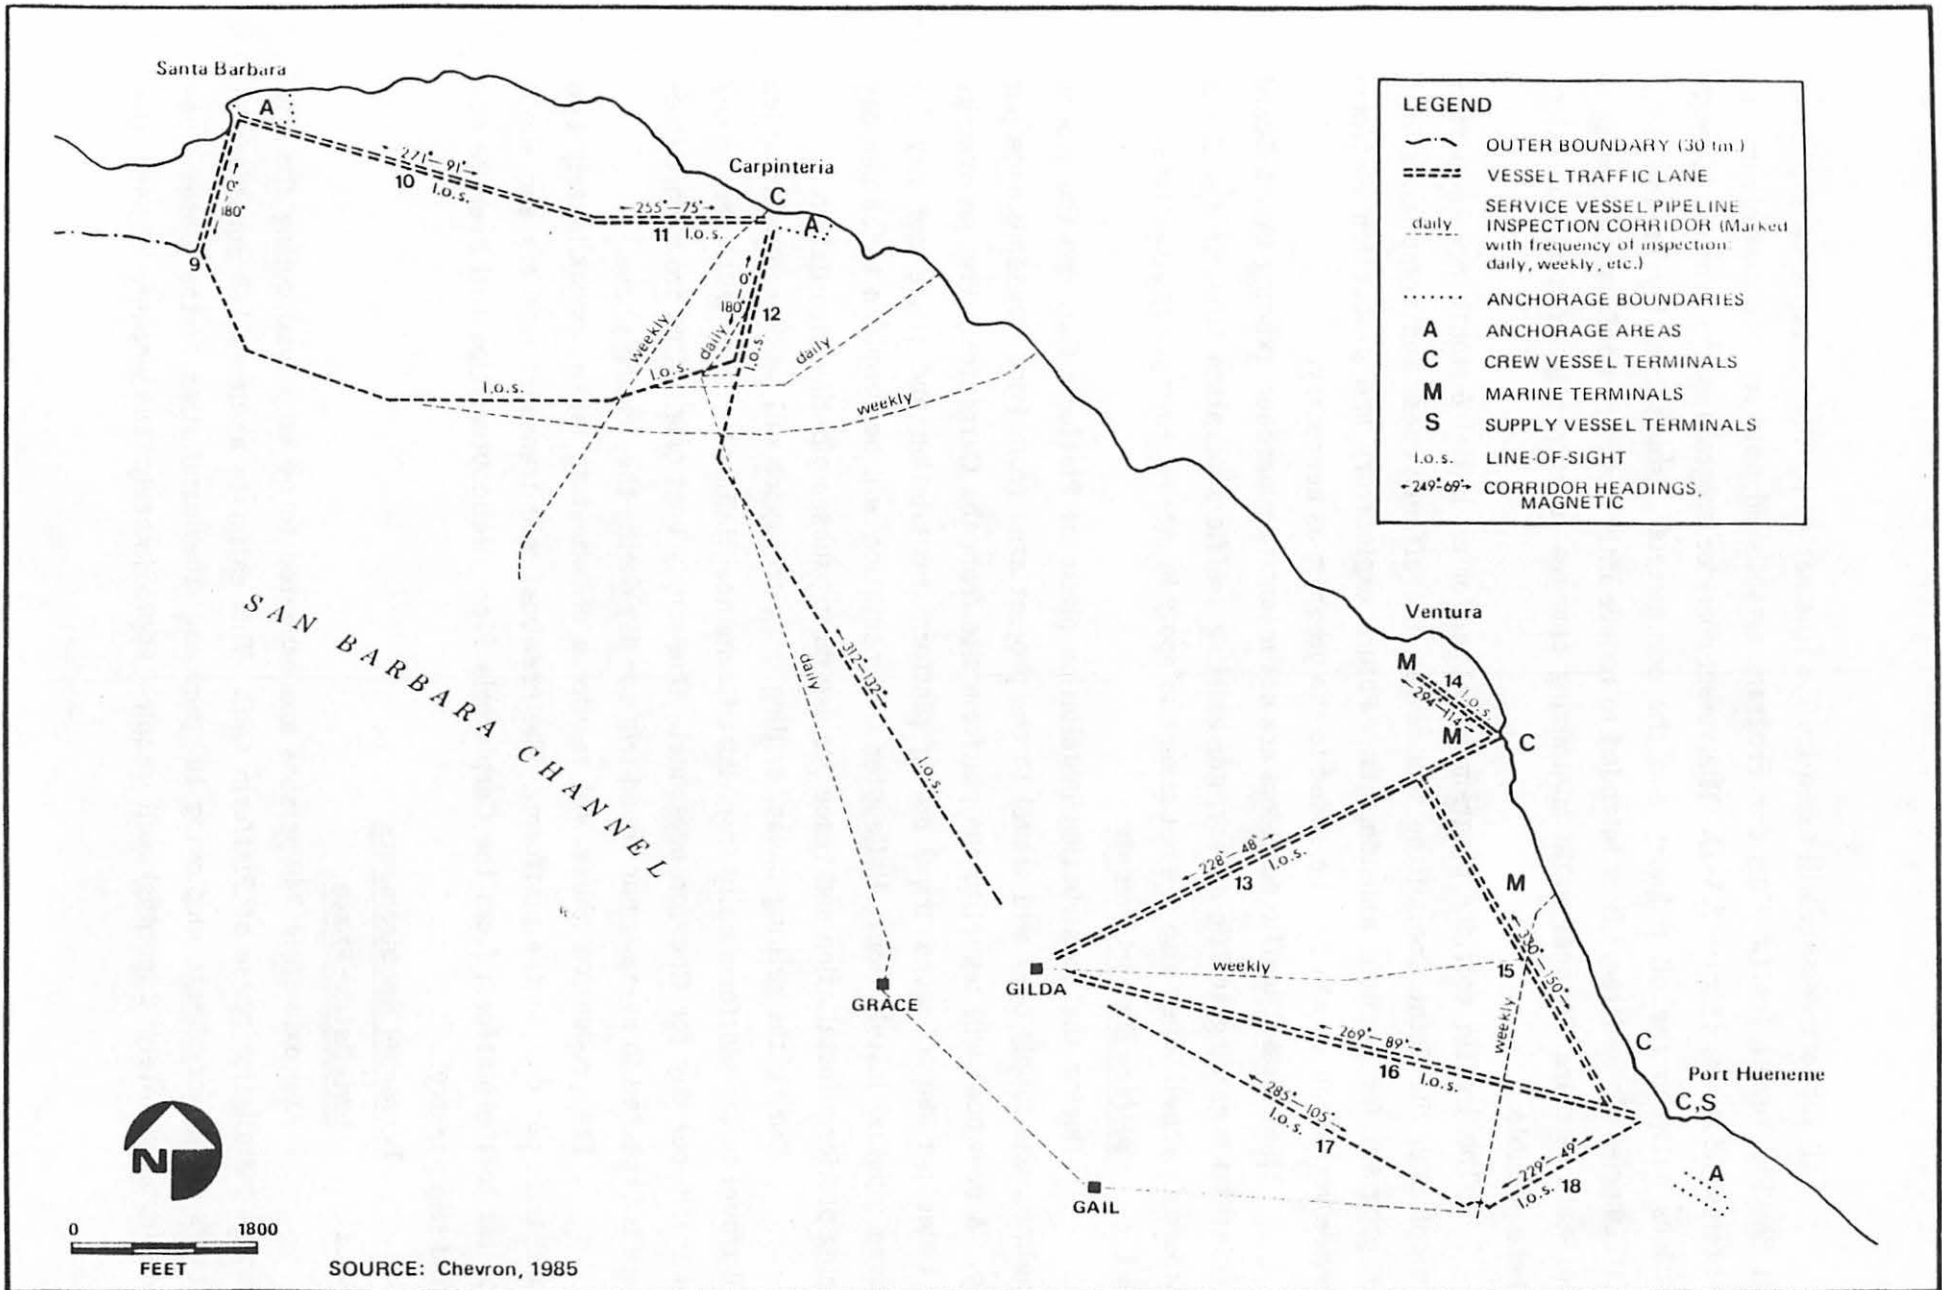 Santa Barbara
A
271°—91°
10
l.o.s.
0°
180°
9
Carpinteria
C
A
255°—75°
11
l.o.s.
0°
180°
12
l.o.s.
weekly
daily
daily
l.o.s.
l.o.s.
weekly
SAN BARBARA CHANNEL
daily
312°—132°
l.o.s.
Ventura
M
14
l.o.s.
294°—114°
M
C
228°—48°
13
l.o.s.
M
330°—150°
15
weekly
weekly
GILDA
GRACE
GAIL
269°—89°
16
l.o.s.
285°—105°
l.o.s.
17
229°—49°
l.o.s.
18
C
Port Hueneme
C,S
A
LEGEND
OUTER BOUNDARY (30 fm.)
VESSEL TRAFFIC LANE
daily
SERVICE VESSEL PIPELINE
INSPECTION CORRIDOR (Marked
with frequency of inspection:
daily, weekly, etc.)
ANCHORAGE BOUNDARIES
A ANCHORAGE AREAS
C CREW VESSEL TERMINALS
M MARINE TERMINALS
S SUPPLY VESSEL TERMINALS
l.o.s. LINE-OF-SIGHT
249°-69° CORRIDOR HEADINGS,
MAGNETIC
N
0 1800
FEET
SOURCE: Chevron, 1985